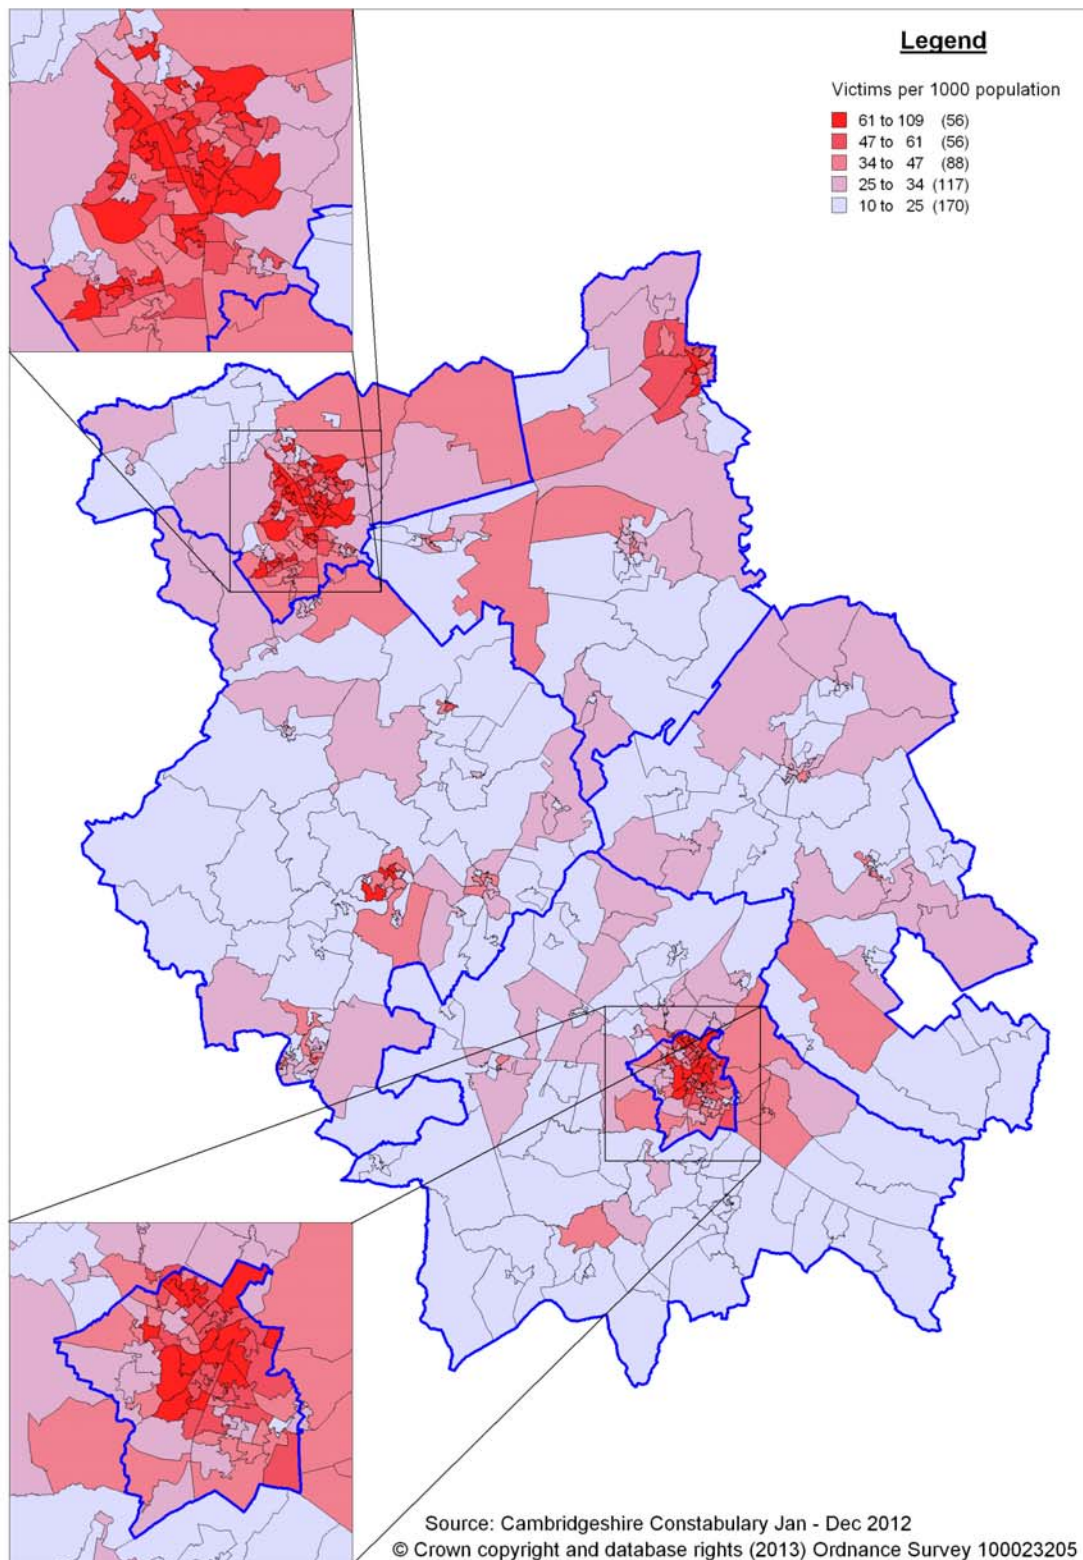 Legend
Victims per 1000 population
61 to 109 (56)
47 to 61 (56)
34 to 47 (88)
25 to 34 (117)
10 to 25 (170)
Source: Cambridgeshire Constabulary Jan - Dec 2012
© Crown copyright and database rights (2013) Ordnance Survey 100023205